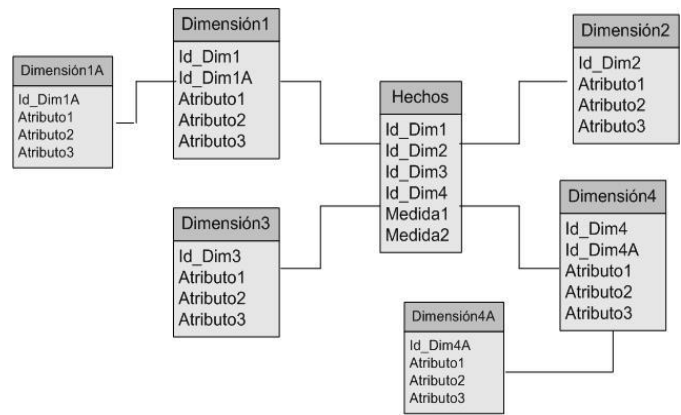 Dimensión1
Id_Dim1
Id_Dim1A
Atributo1
Atributo2
Atributo3
Dimensión1A
Id_Dim1A
Atributo1
Atributo2
Atributo3
Hechos
Id_Dim1
Id_Dim2
Id_Dim3
Id_Dim4
Medida1
Medida2
Dimensión2
Id_Dim2
Atributo1
Atributo2
Atributo3
Dimensión3
Id_Dim3
Atributo1
Atributo2
Atributo3
Dimensión4
Id_Dim4
Id_Dim4A
Atributo1
Atributo2
Atributo3
Dimensión4A
Id_Dim4A
Atributo1
Atributo2
Atributo3